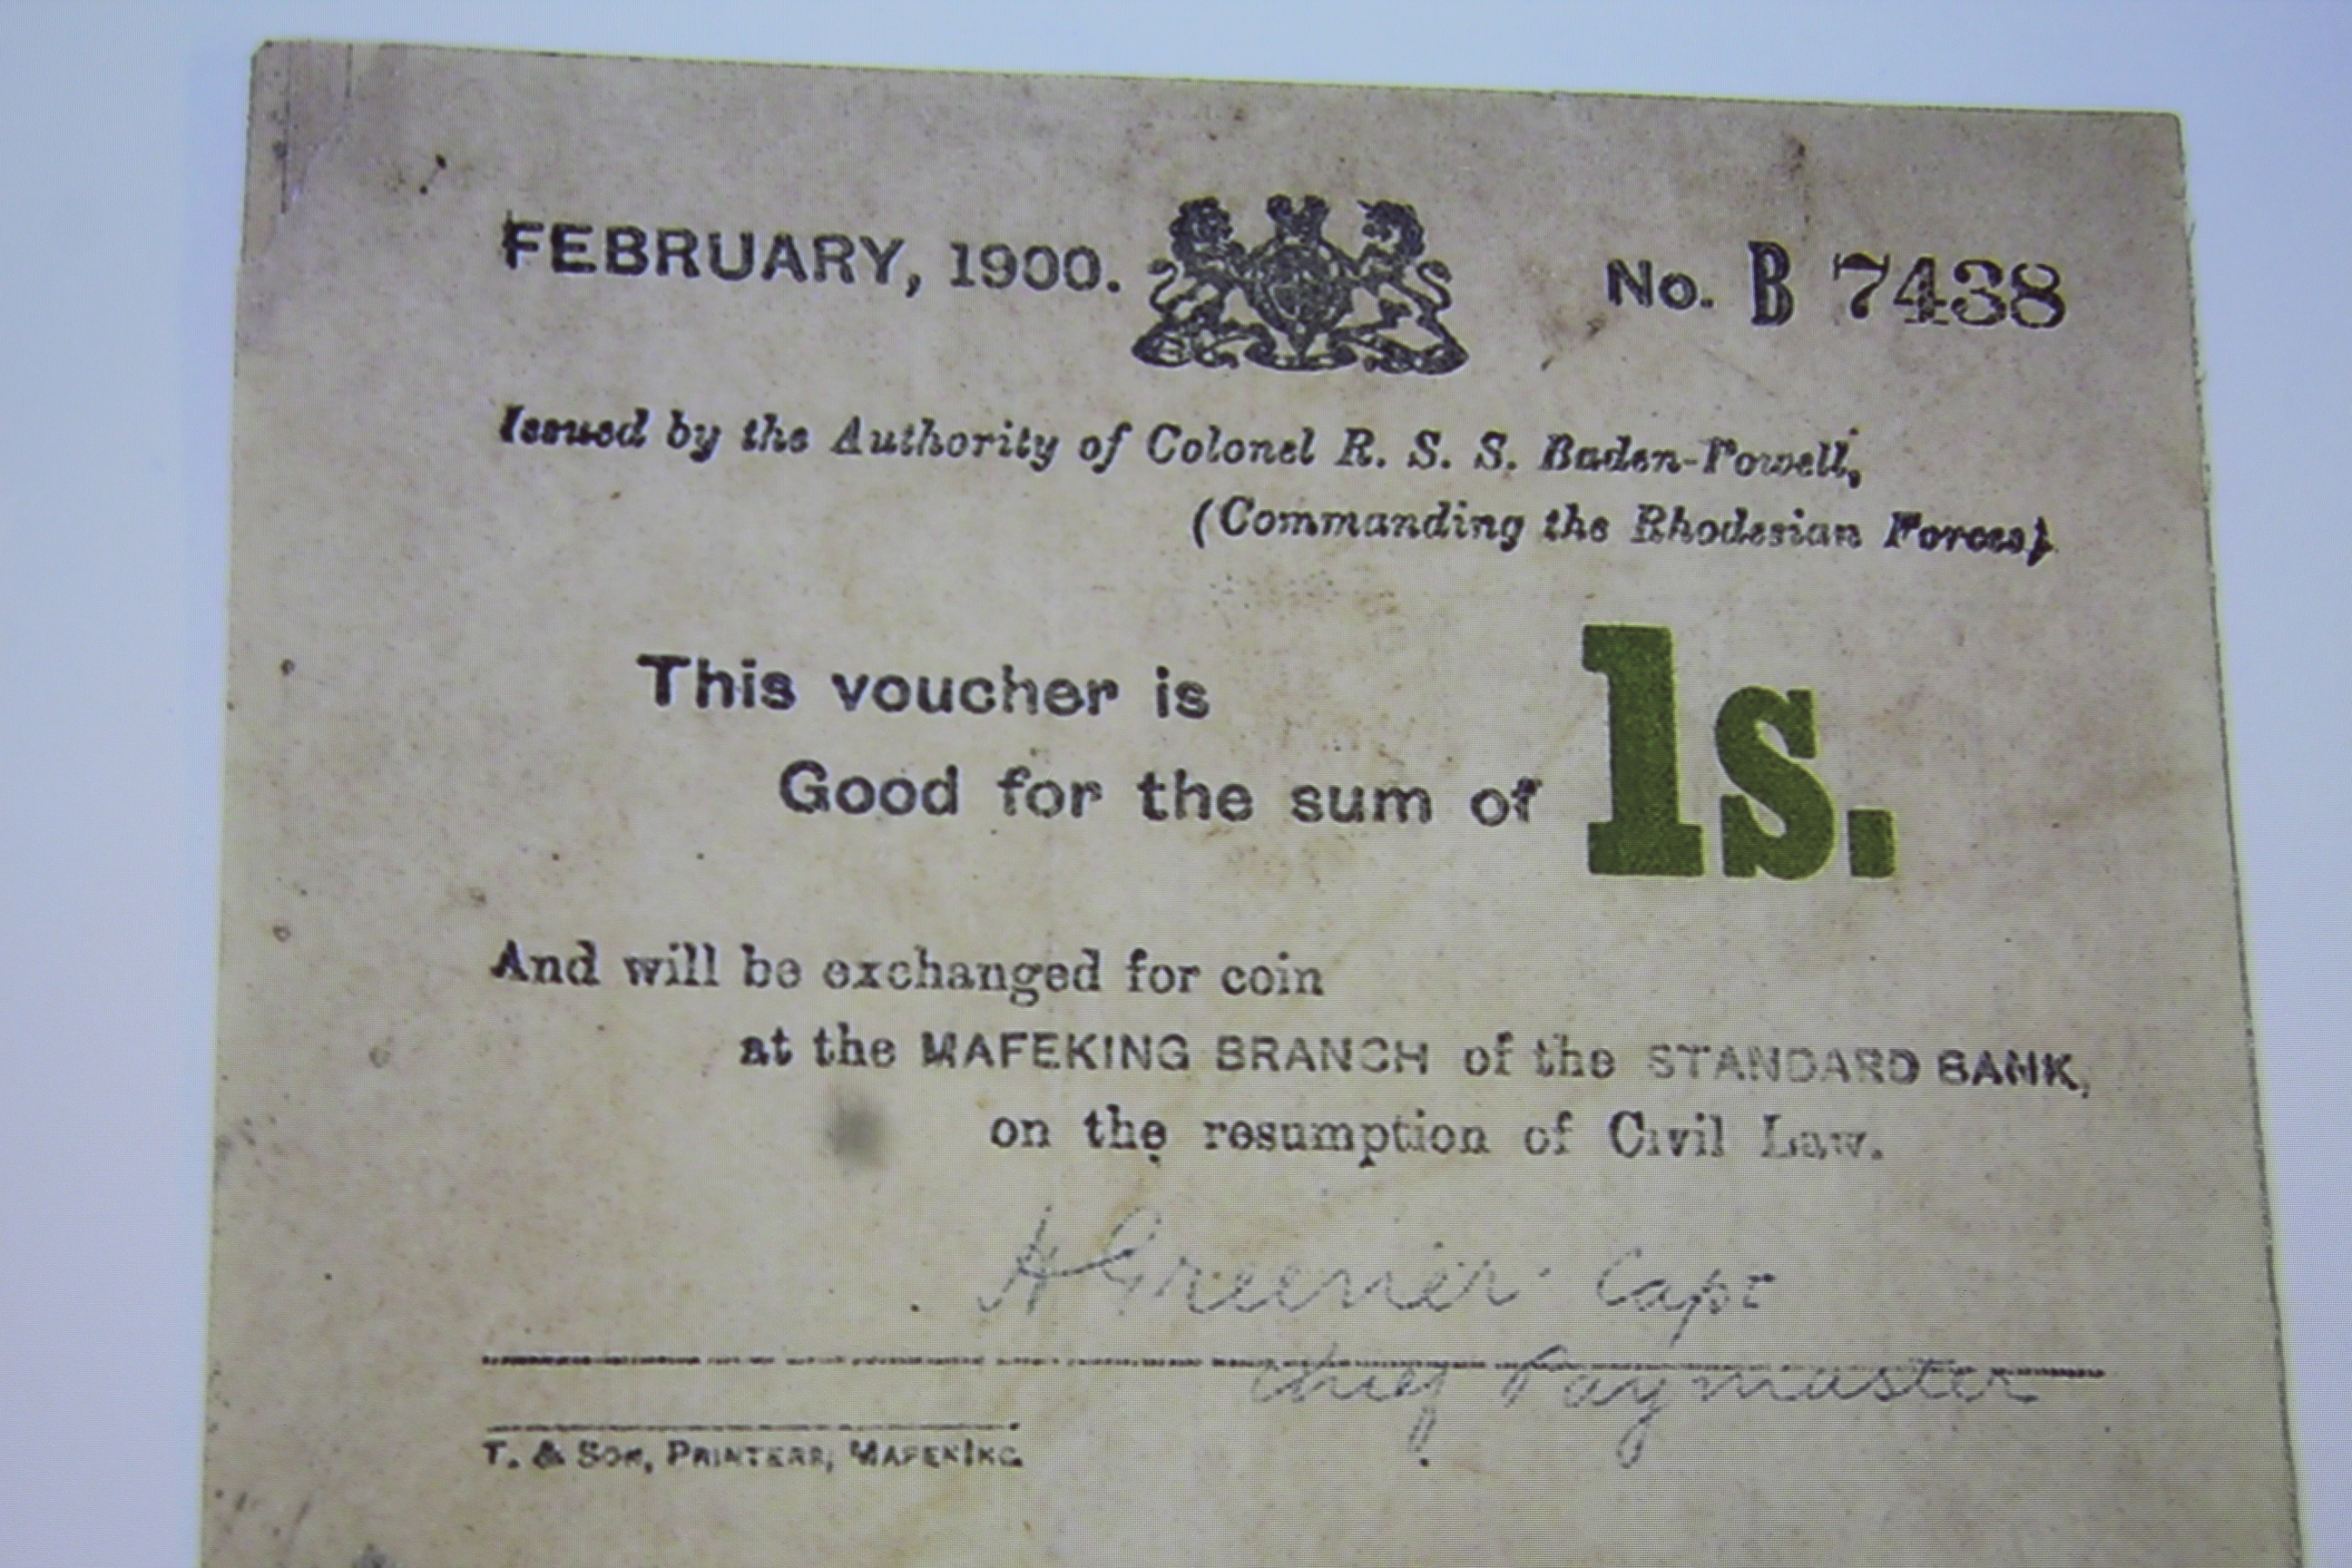 FEBRUARY, 1900. No. B 7438
Issued by the Authority of Colonel R. S. S. Baden-Powell,
(Commanding the Rhodesian Forces)
This voucher is
Good for the sum of 1s.
And will be exchanged for coin
at the MAFEKING BRANCH of the STANDARD BANK,
on the resumption of Civil Law.
H Greener Capt
Chief Paymaster
T. & SON, PRINTERS, MAFEKING